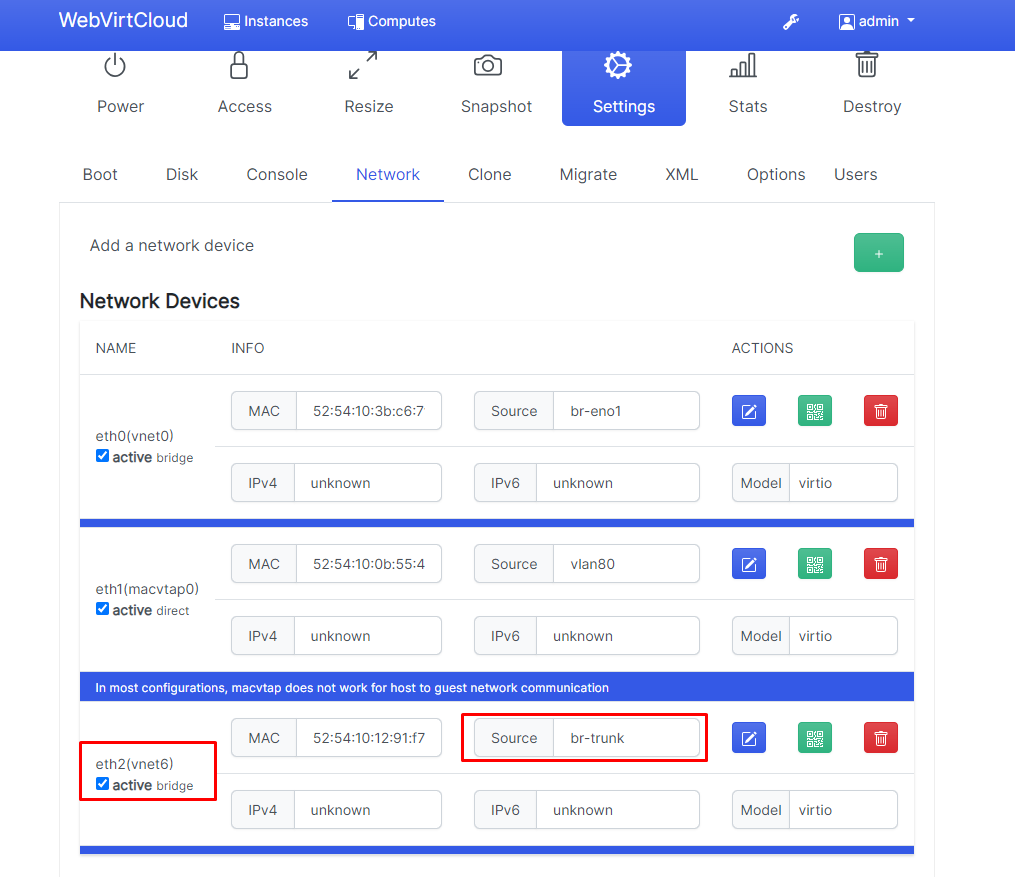 WebVirtCloud Instances Computes admin
Power Access Resize Snapshot Settings Stats Destroy
Boot Disk Console Network Clone Migrate XML Options Users
Add a network device +
Network Devices
NAME INFO ACTIONS
MAC 52:54:10:3b:c6:7 Source br-eno1
eth0(vnet0)
active bridge
IPv4 unknown IPv6 unknown Model virtio
MAC 52:54:10:0b:55:4 Source vlan80
eth1(macvtap0)
active direct
IPv4 unknown IPv6 unknown Model virtio
In most configurations, macvtap does not work for host to guest network communication
MAC 52:54:10:12:91:f7 Source br-trunk
eth2(vnet6)
active bridge
IPv4 unknown IPv6 unknown Model virtio